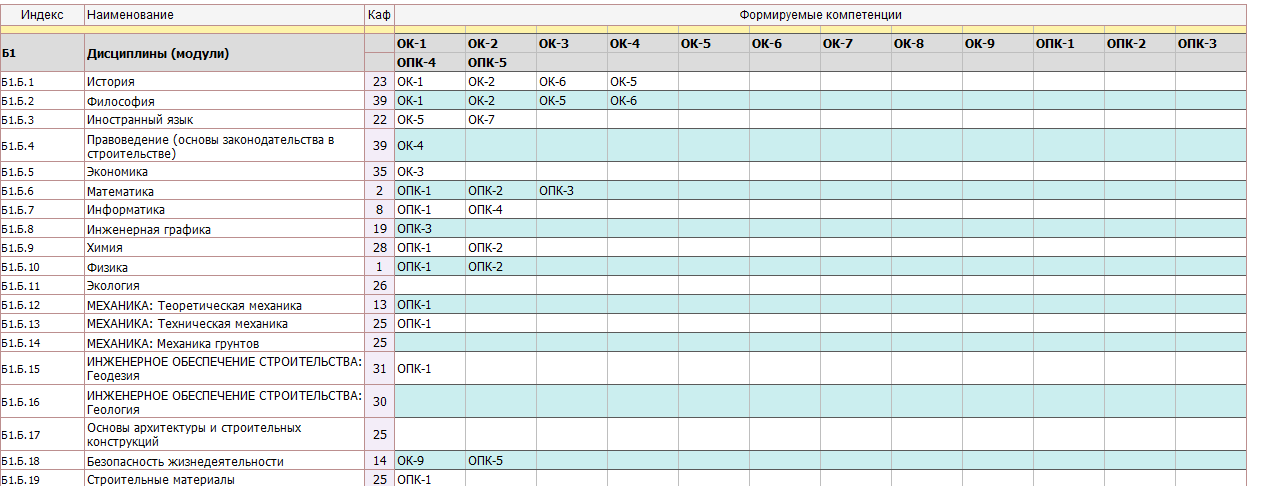 Индекс Наименование Каф Формируемые компетенции
Б1 Дисциплины (модули) ОК-1 ОК-2 ОК-3 ОК-4 ОК-5 ОК-6 ОК-7 ОК-8 ОК-9 ОПК-1 ОПК-2 ОПК-3
ОПК-4 ОПК-5
Б1.Б.1 История 23 ОК-1 ОК-2 ОК-6 ОК-5
Б1.Б.2 Философия 39 ОК-1 ОК-2 ОК-5 ОК-6
Б1.Б.3 Иностранный язык 22 ОК-5 ОК-7
Б1.Б.4 Правоведение (основы законодательства в
строительстве) 39 ОК-4
Б1.Б.5 Экономика 35 ОК-3
Б1.Б.6 Математика 2 ОПК-1 ОПК-2 ОПК-3
Б1.Б.7 Информатика 8 ОПК-1 ОПК-4
Б1.Б.8 Инженерная графика 19 ОПК-3
Б1.Б.9 Химия 28 ОПК-1 ОПК-2
Б1.Б.10 Физика 1 ОПК-1 ОПК-2
Б1.Б.11 Экология 26
Б1.Б.12 МЕХАНИКА: Теоретическая механика 13 ОПК-1
Б1.Б.13 МЕХАНИКА: Техническая механика 25 ОПК-1
Б1.Б.14 МЕХАНИКА: Механика грунтов 25
Б1.Б.15 ИНЖЕНЕРНОЕ ОБЕСПЕЧЕНИЕ СТРОИТЕЛЬСТВА:
Геодезия 31 ОПК-1
Б1.Б.16 ИНЖЕНЕРНОЕ ОБЕСПЕЧЕНИЕ СТРОИТЕЛЬСТВА:
Геология 30
Б1.Б.17 Основы архитектуры и строительных
конструкций 25
Б1.Б.18 Безопасность жизнедеятельности 14 ОК-9 ОПК-5
Б1.Б.19 Строительные материалы 25 ОПК-1